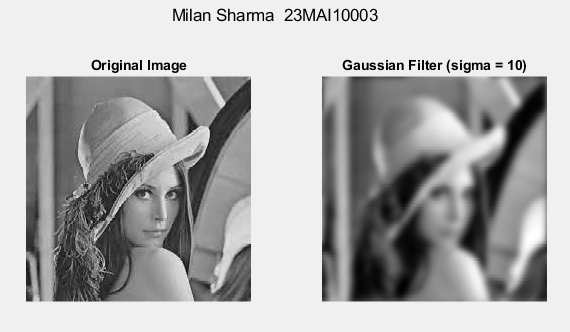 Milan Sharma  23MAI10003
Original Image
Gaussian Filter (sigma = 10)